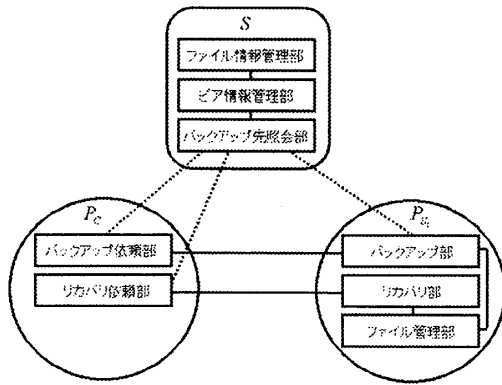 S
ファイル情報管理部
ピア情報管理部
バックアップ先照会部
P_C
バックアップ依頼部
リカバリ依頼部
P_{S_i}
バックアップ部
リカバリ部
ファイル管理部